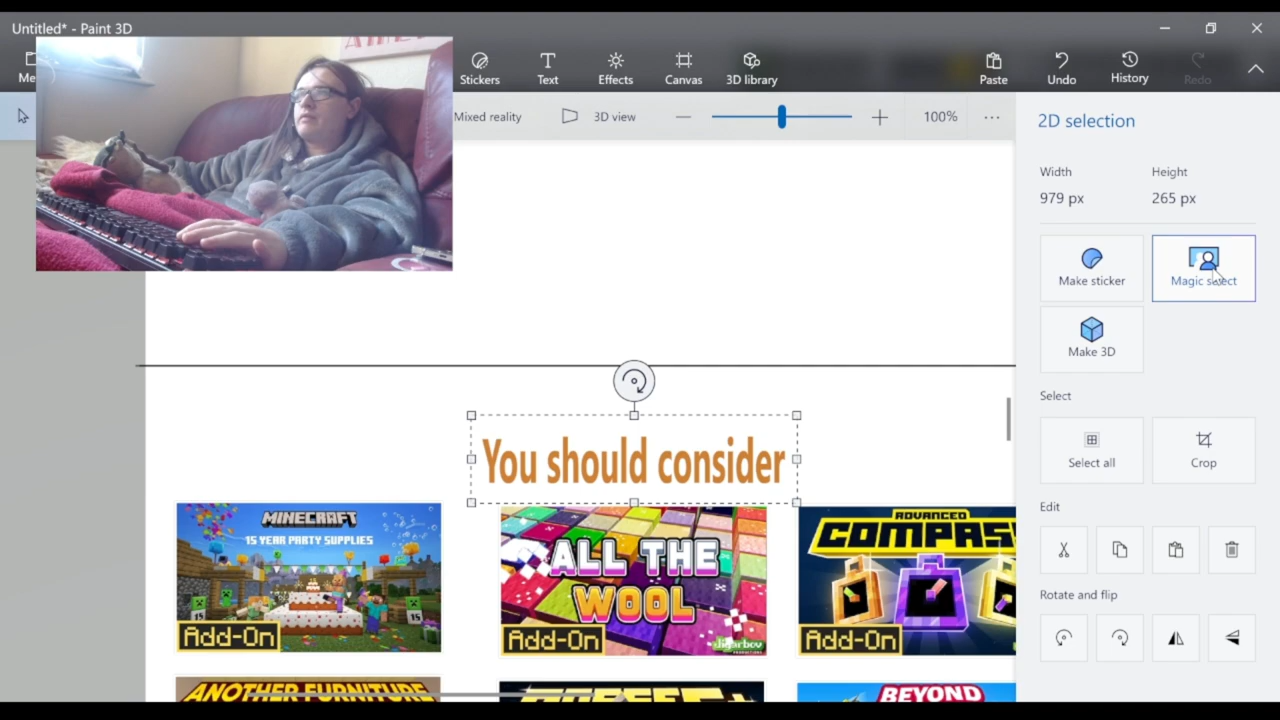 Untitled* - Paint 3D
Me
Stickers
Text
Effects
Canvas
3D library
Paste
Undo
History
Redo
Mixed reality
3D view
100%
2D selection
Width
Height
979 px
265 px
Make sticker
Magic select
Make 3D
Select
Select all
Crop
Edit
Rotate and flip
You should consider
MINECRAFT
15 YEAR PARTY SUPPLIES
15
15
Add-On
ALL THE
WOOL
Add-On
ADVANCED
COMPAS
Add-On
ANOTHER FURNITURE
BEYOND